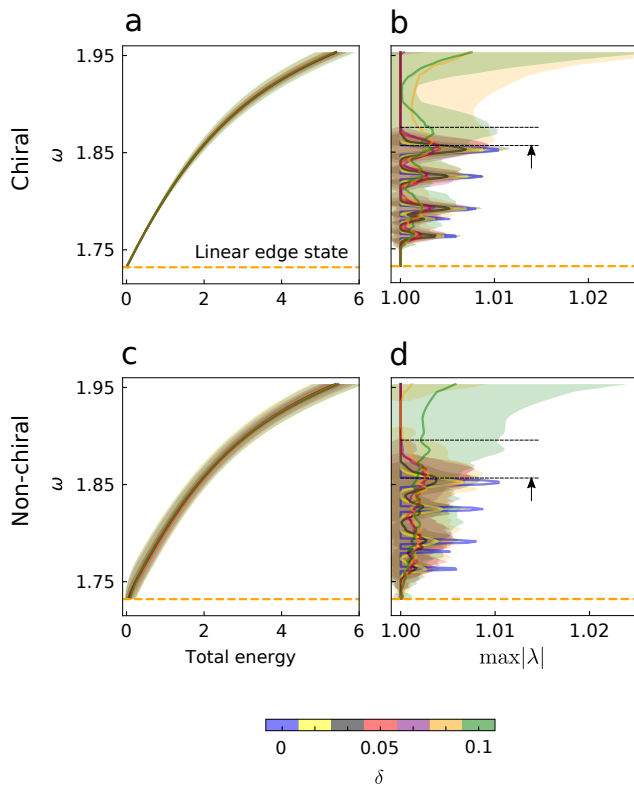 a
b
Chiral
ω
1.95
1.85
1.75
Linear edge state
0
2
4
6
1.00
1.01
1.02
c
d
Non-chiral
ω
1.95
1.85
1.75
0
2
4
6
1.00
1.01
1.02
Total energy
max|λ|
0
0.05
0.1
δ